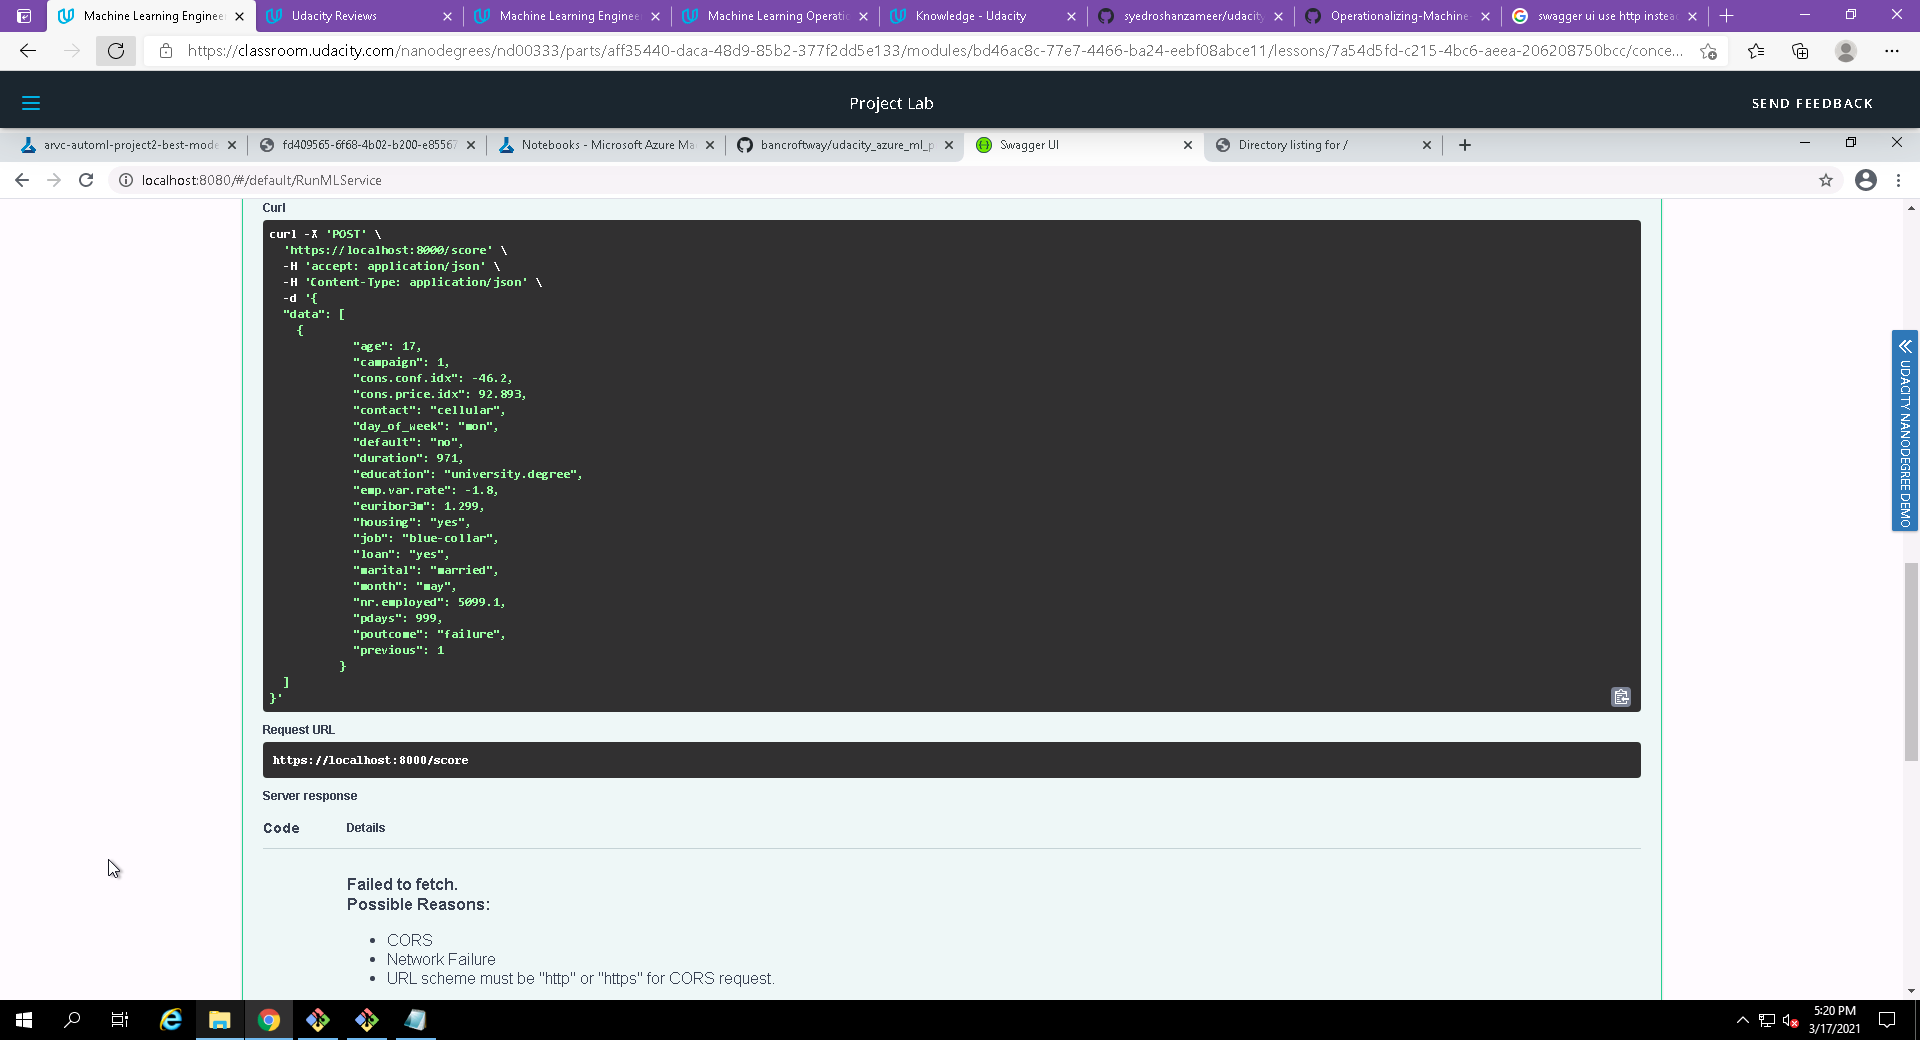 Machine Learning Enginee
Udacity Reviews
Machine Learning Enginee
Machine Learning Operatic
Knowledge - Udacity
syedroshanzameer/udacity
Operationalizing-Machine
swagger ui use http instea
https://classroom.udacity.com/nanodegrees/nd00333/parts/aff35440-daca-48d9-85b2-377f2dd5e133/modules/bd46ac8c-77e7-4466-ba24-eebf08abce11/lessons/7a54d5fd-c215-4bc6-aeea-206208750bcc/conce...
Project Lab
SEND FEEDBACK
arvc-automl-project2-best-mode
fd409565-6f68-4b02-b200-e85567
Notebooks - Microsoft Azure Ma
bancroftway/udacity_azure_ml_p
Swagger UI
Directory listing for /
localhost:8080/#/default/RunMLService
Curl
curl -X 'POST' \
'https://localhost:8000/score' \
-H 'accept: application/json' \
-H 'Content-Type: application/json' \
-d '{
"data": [
{
"age": 17,
"campaign": 1,
"cons.conf.idx": -46.2,
"cons.price.idx": 92.893,
"contact": "cellular",
"day_of_week": "mon",
"default": "no",
"duration": 971,
"education": "university.degree",
"emp.var.rate": -1.8,
"euribor3m": 1.299,
"housing": "yes",
"job": "blue-collar",
"loan": "yes",
"marital": "married",
"month": "may",
"nr.employed": 5099.1,
"pdays": 999,
"poutcome": "failure",
"previous": 1
}
]
}'
UDACITY NANODEGREE DEMO
Request URL
https://localhost:8000/score
Server response
Code
Details
Failed to fetch.
Possible Reasons:
• CORS
• Network Failure
• URL scheme must be "http" or "https" for CORS request.
5:20 PM
3/17/2021